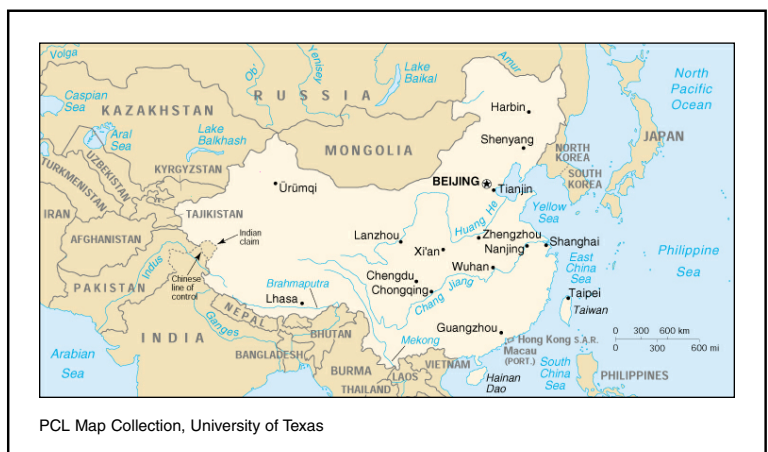 Volga
Ob'
Yenisey
Lake
Baikal
Amur
North
Pacific
Ocean
RUSSIA
Caspian
Sea
KAZAKHSTAN
Harbin
Aral
Sea
Lake
Balkhash
MONGOLIA
Shenyang
JAPAN
UZBEKISTAN
TURKMENISTAN
KYRGYZSTAN
NORTH
KOREA
SOUTH
KOREA
Ürümqi
BEIJING
Tianjin
IRAN
TAJIKISTAN
Yellow
Sea
Huang He
AFGHANISTAN
Indian
claim
Lanzhou
Zhengzhou
Xi'an
Nanjing
Shanghai
Philippine
Sea
Indus
Chinese
line of
control
Wuhan
East
China
Sea
PAKISTAN
Brahmaputra
Chengdu
Chongqing
Chang Jiang
Lhasa
Taipei
Taiwan
NEPAL
Ganges
BHUTAN
Guangzhou
0 300 600 km
0 300 600 mi
INDIA
Mekong
Hong Kong S.A.R.
Macau
(PORT.)
BANGLADESH
Arabian
Sea
BURMA
VIETNAM
LAOS
South
China
Sea
Hainan
Dao
PHILIPPINES
THAILAND
PCL Map Collection, University of Texas